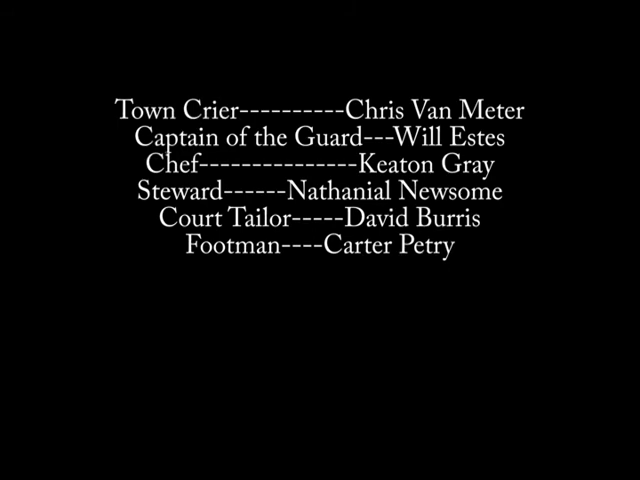 Town Crier----------Chris Van Meter
Captain of the Guard---Will Estes
Chef---------------Keaton Gray
Steward------Nathanial Newsome
Court Tailor-----David Burris
Footman----Carter Petry